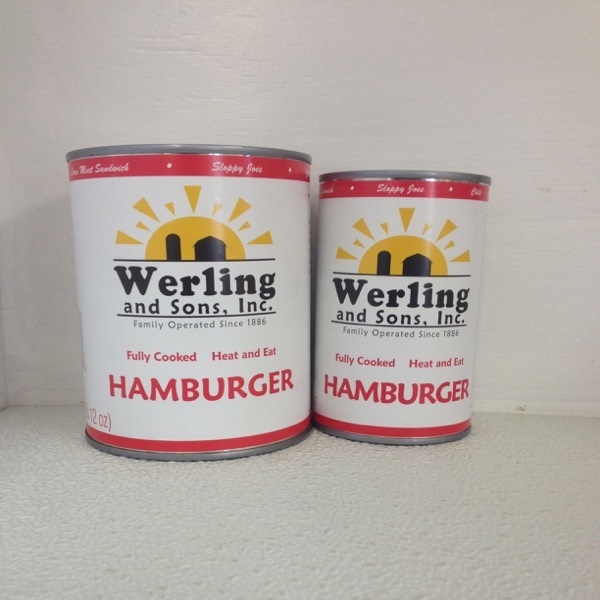 Meat Sandwich • Sloppy Joes •
Werling
and Sons, Inc.
Family Operated Since 1886
Fully Cooked Heat and Eat
HAMBURGER
12 oz)
• Sloppy Joes • Chili
Werling
and Sons, Inc.
Family Operated Since 1886
Fully Cooked Heat and Eat
HAMBURGER